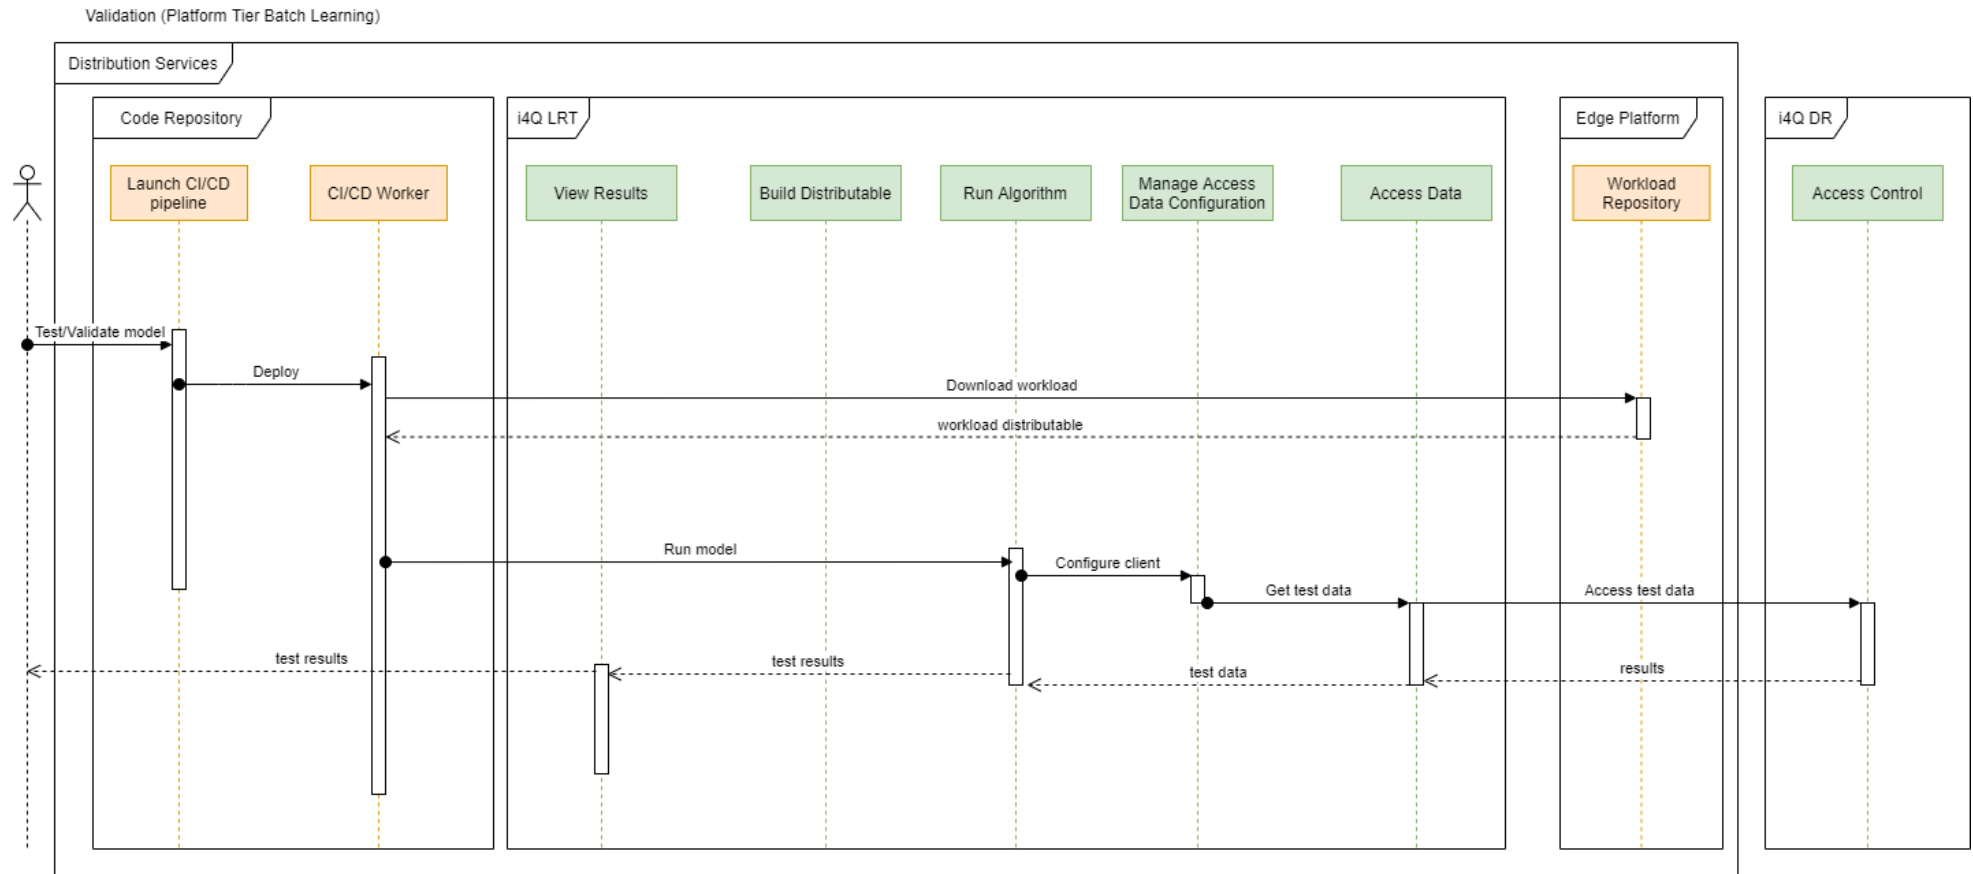 Validation (Platform Tier Batch Learning)
Distribution Services
Code Repository
i4Q LRT
Edge Platform
i4Q DR
Launch CI/CD
pipeline
CI/CD Worker
View Results
Build Distributable
Run Algorithm
Manage Access
Data Configuration
Access Data
Workload
Repository
Access Control
Test/Validate model
Deploy
Download workload
workload distributable
Run model
Configure client
Get test data
Access test data
test results
test results
test data
results